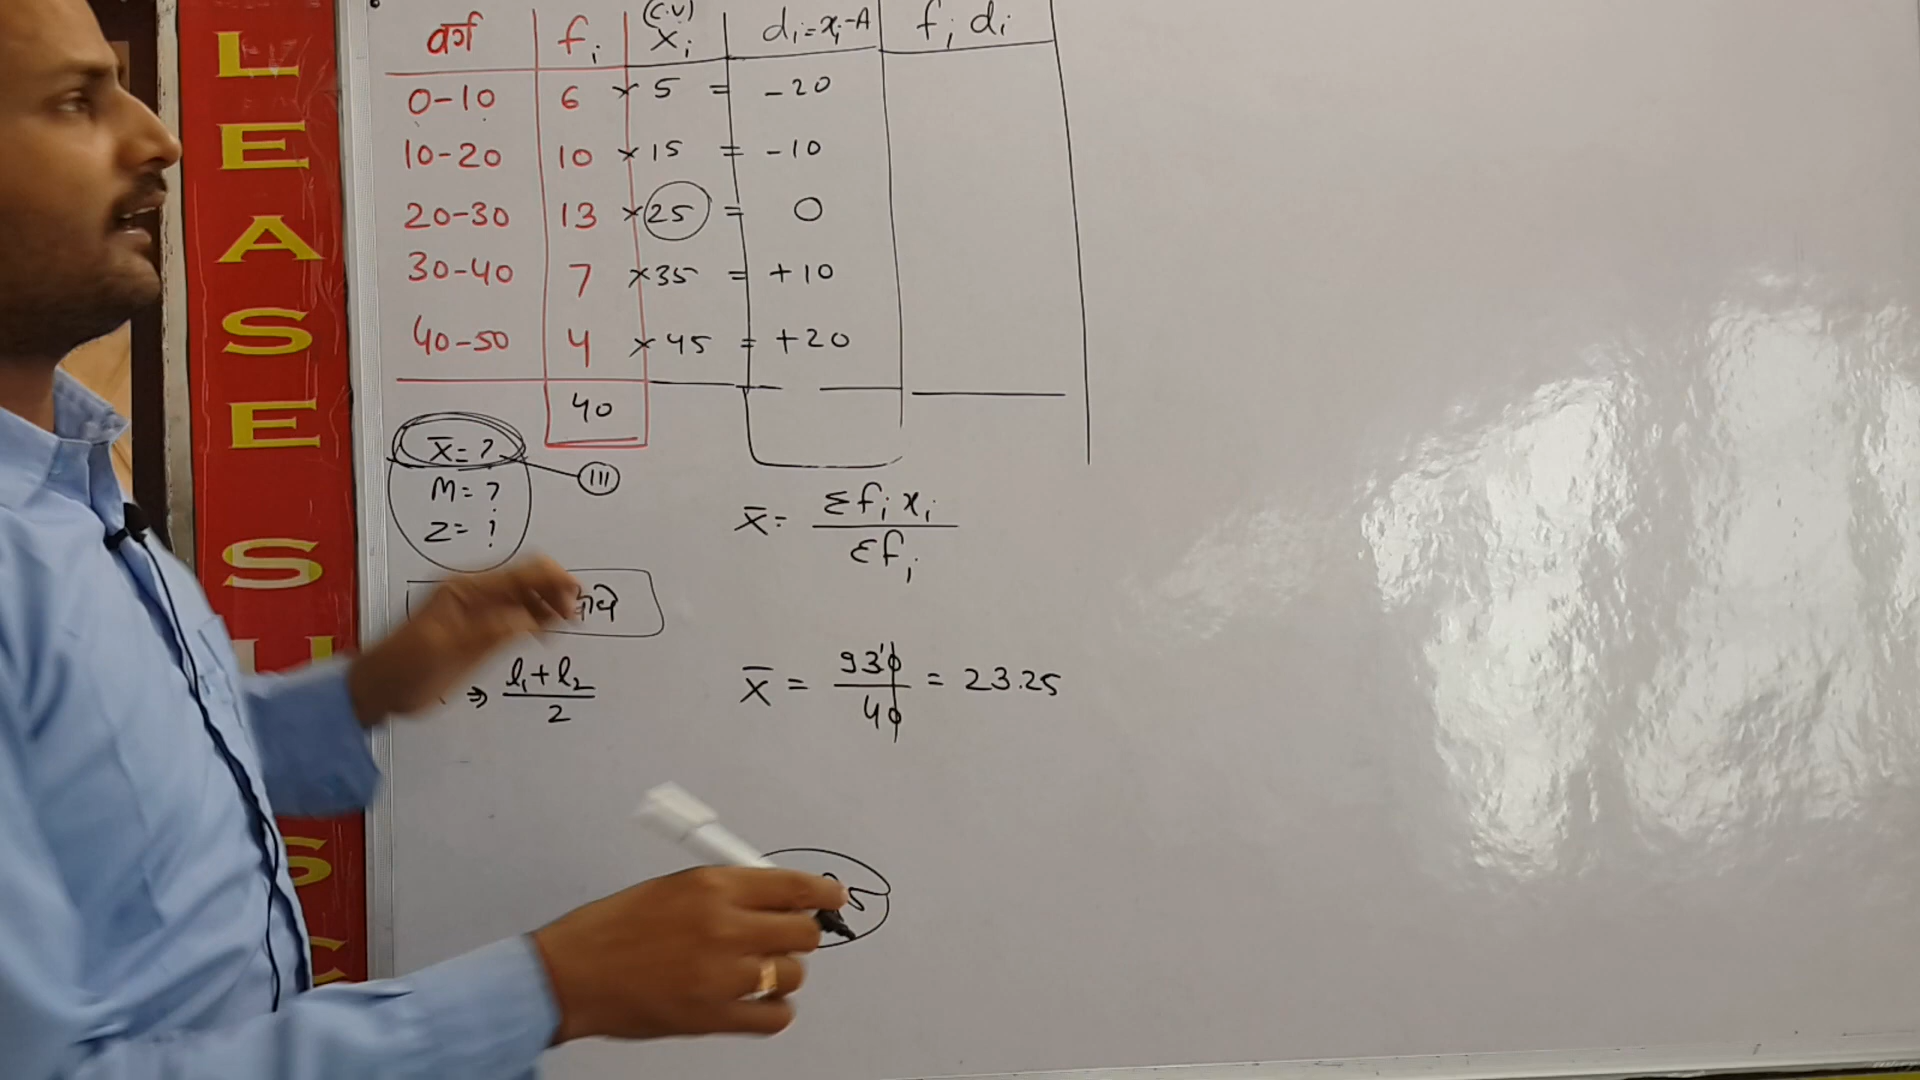 L
E
A
S
E
S
U
S
C
वर्ग fᵢ (C.V) xᵢ dᵢ=xᵢ-A fᵢ dᵢ
0-10 6 × 5 = -20
10-20 10 × 15 = -10
20-30 13 × 25 = 0
30-40 7 × 35 = +10
40-50 4 × 45 = +20
40
x̄ = ? (III)
M = ?
Z = ?
x̄ = Σfᵢxᵢ / Σfᵢ
⇒ l₁+l₂ / 2
x̄ = 930 / 40 = 23.25